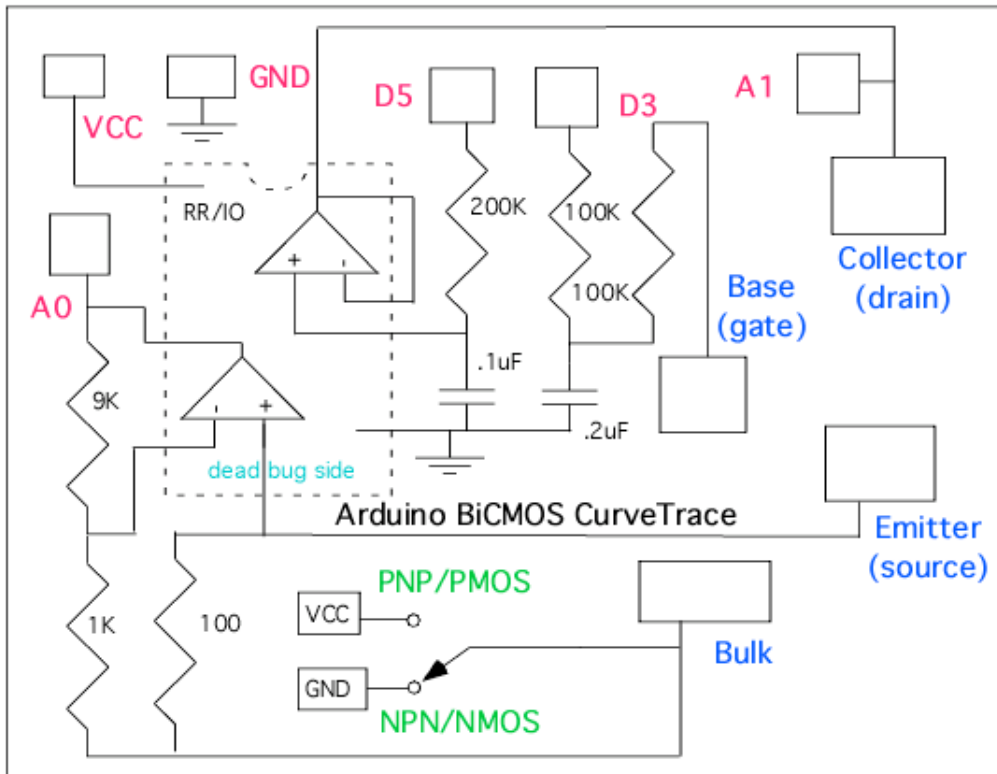 GND
D5
D3
A1
VCC
RR/IO
200K
100K
+
-
100K
Collector
(drain)
Base
(gate)
A0
.1uF
9K
-
+
.2uF
dead bug side
Arduino BiCMOS CurveTrace
Emitter
(source)
PNP/PMOS
VCC
1K
100
Bulk
GND
NPN/NMOS